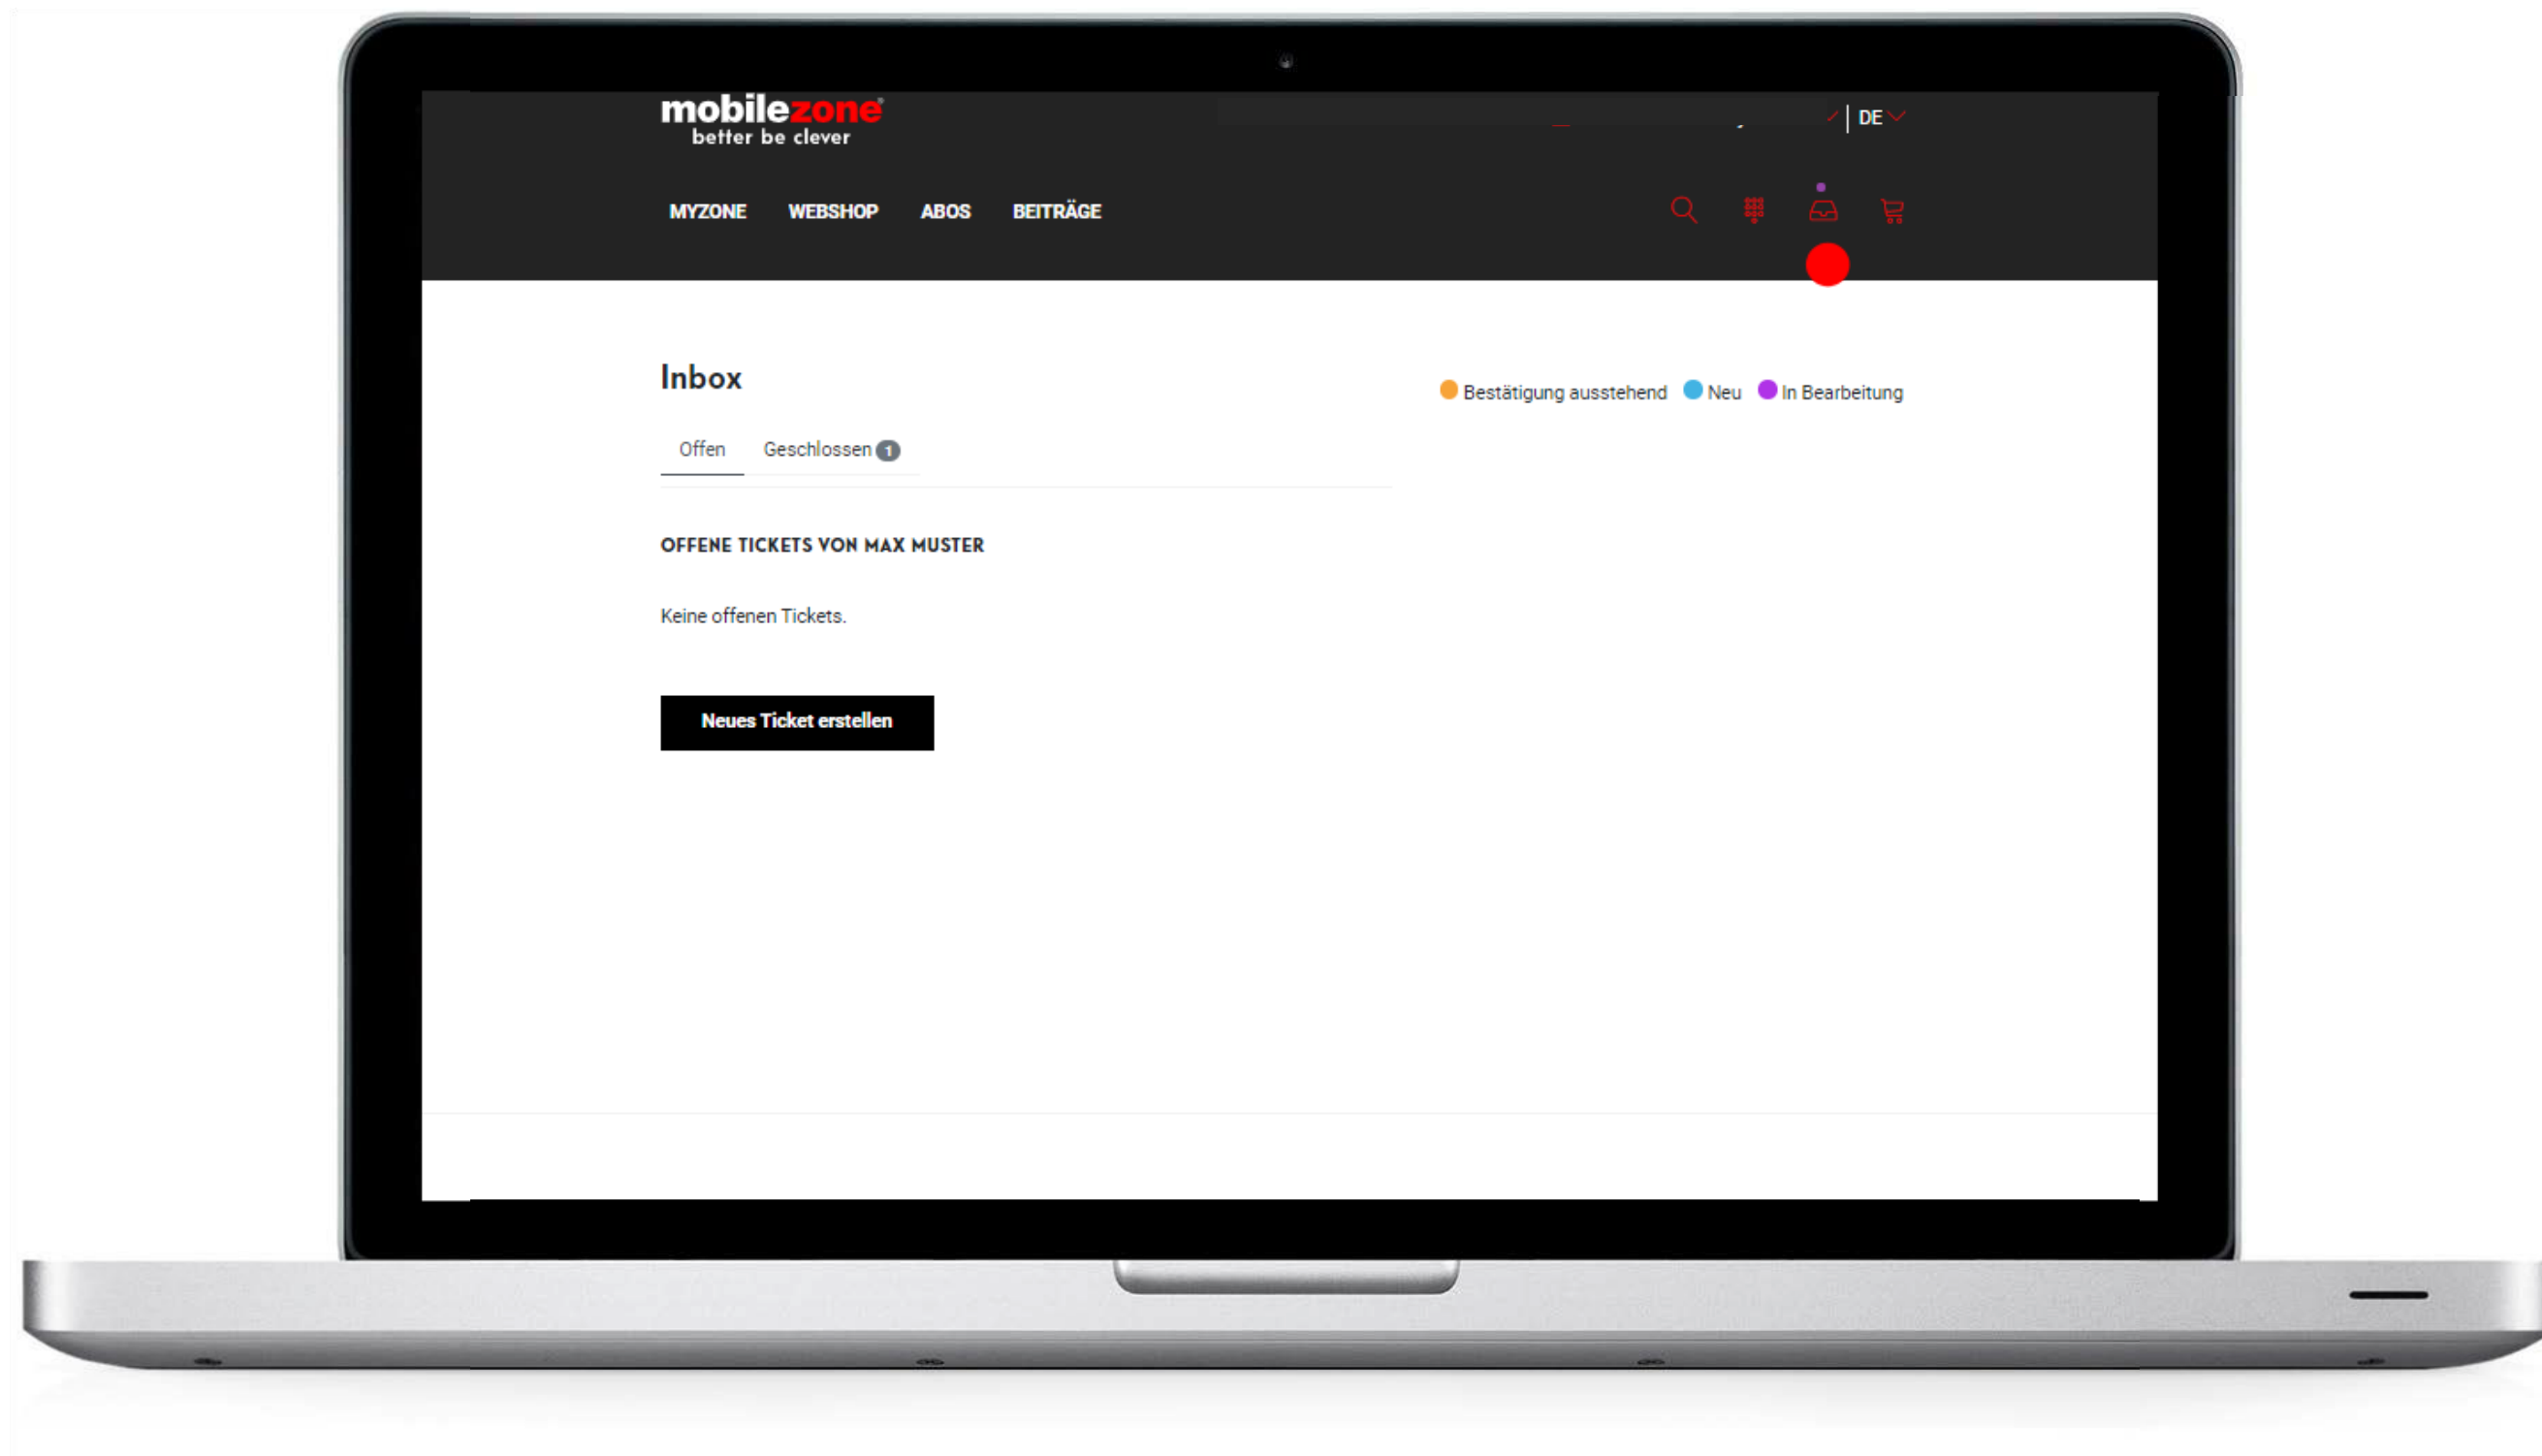 mobilezone
better be clever
DE
MYZONE WEBSHOP ABOS BEITRÄGE
Inbox
Bestätigung ausstehend Neu In Bearbeitung
Offen Geschlossen 1
OFFENE TICKETS VON MAX MUSTER
Keine offenen Tickets.
Neues Ticket erstellen